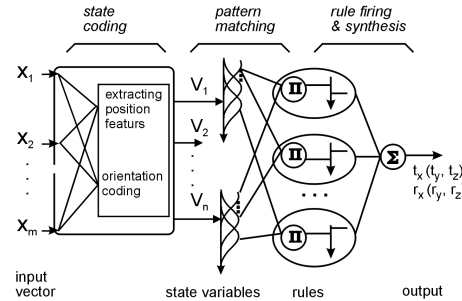 state coding
pattern matching
rule firing & synthesis
x1
x2
xm
extracting position featurs
orientation coding
V1
V2
Vn
Π
Π
Π
Σ
tx (ty, tz)
rx (ry, rz)
input vector
state variables
rules
output